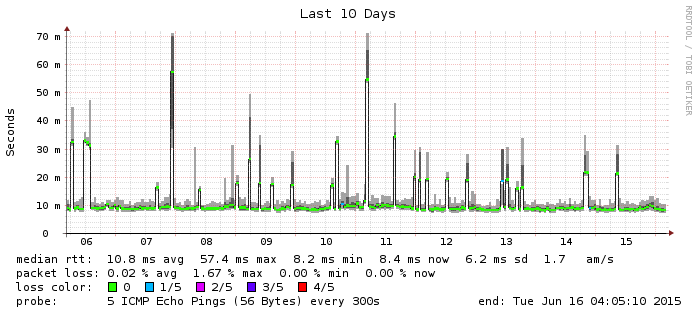 Last 10 Days
RRDTOOL / TOBI OETIKER
Seconds
70 m
60 m
50 m
40 m
30 m
20 m
10 m
0
06 07 08 09 10 11 12 13 14 15
median rtt: 10.8 ms avg 57.4 ms max 8.2 ms min 8.4 ms now 6.2 ms sd 1.7 am/s
packet loss: 0.02 % avg 1.67 % max 0.00 % min 0.00 % now
loss color: 0 1/5 2/5 3/5 4/5
probe: 5 ICMP Echo Pings (56 Bytes) every 300s end: Tue Jun 16 04:05:10 2015